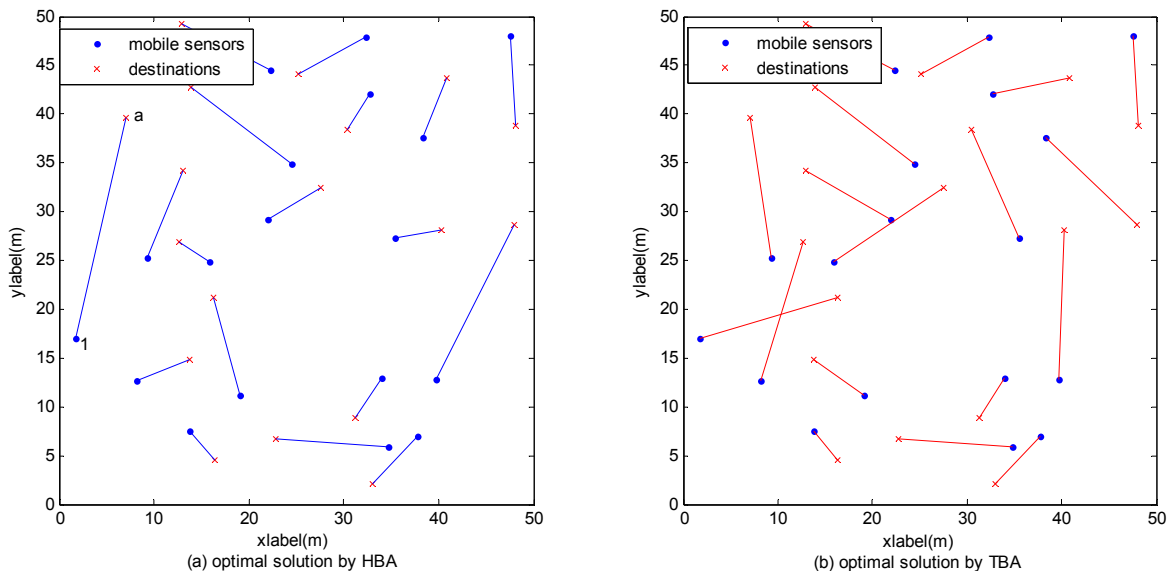 50
45
40
35
30
25
20
15
10
5
0
ylabel(m)
mobile sensors
destinations
a
1
0 10 20 30 40 50
xlabel(m)
(a) optimal solution by HBA
50
45
40
35
30
25
20
15
10
5
0
ylabel(m)
mobile sensors
destinations
0 10 20 30 40 50
xlabel(m)
(b) optimal solution by TBA